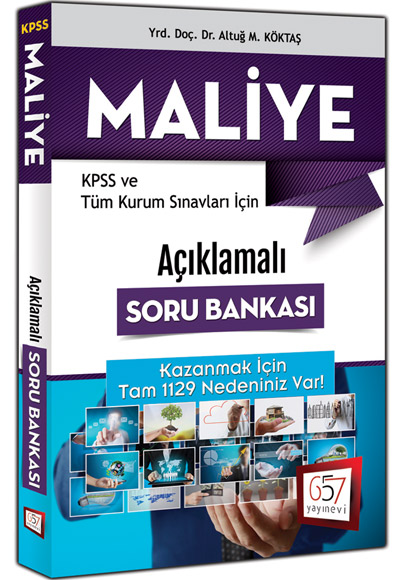 Yrd. Doç. Dr. Altuğ M. KÖKTAŞ
MALİYE
KPSS ve
Tüm Kurum Sınavları İçin
Açıklamalı
SORU BANKASI
Kazanmak İçin
Tam 1129 Nedeniniz Var!
657
yayınevi
KPSS
MALİYE
Açıklamalı
SORU BANKASI
657